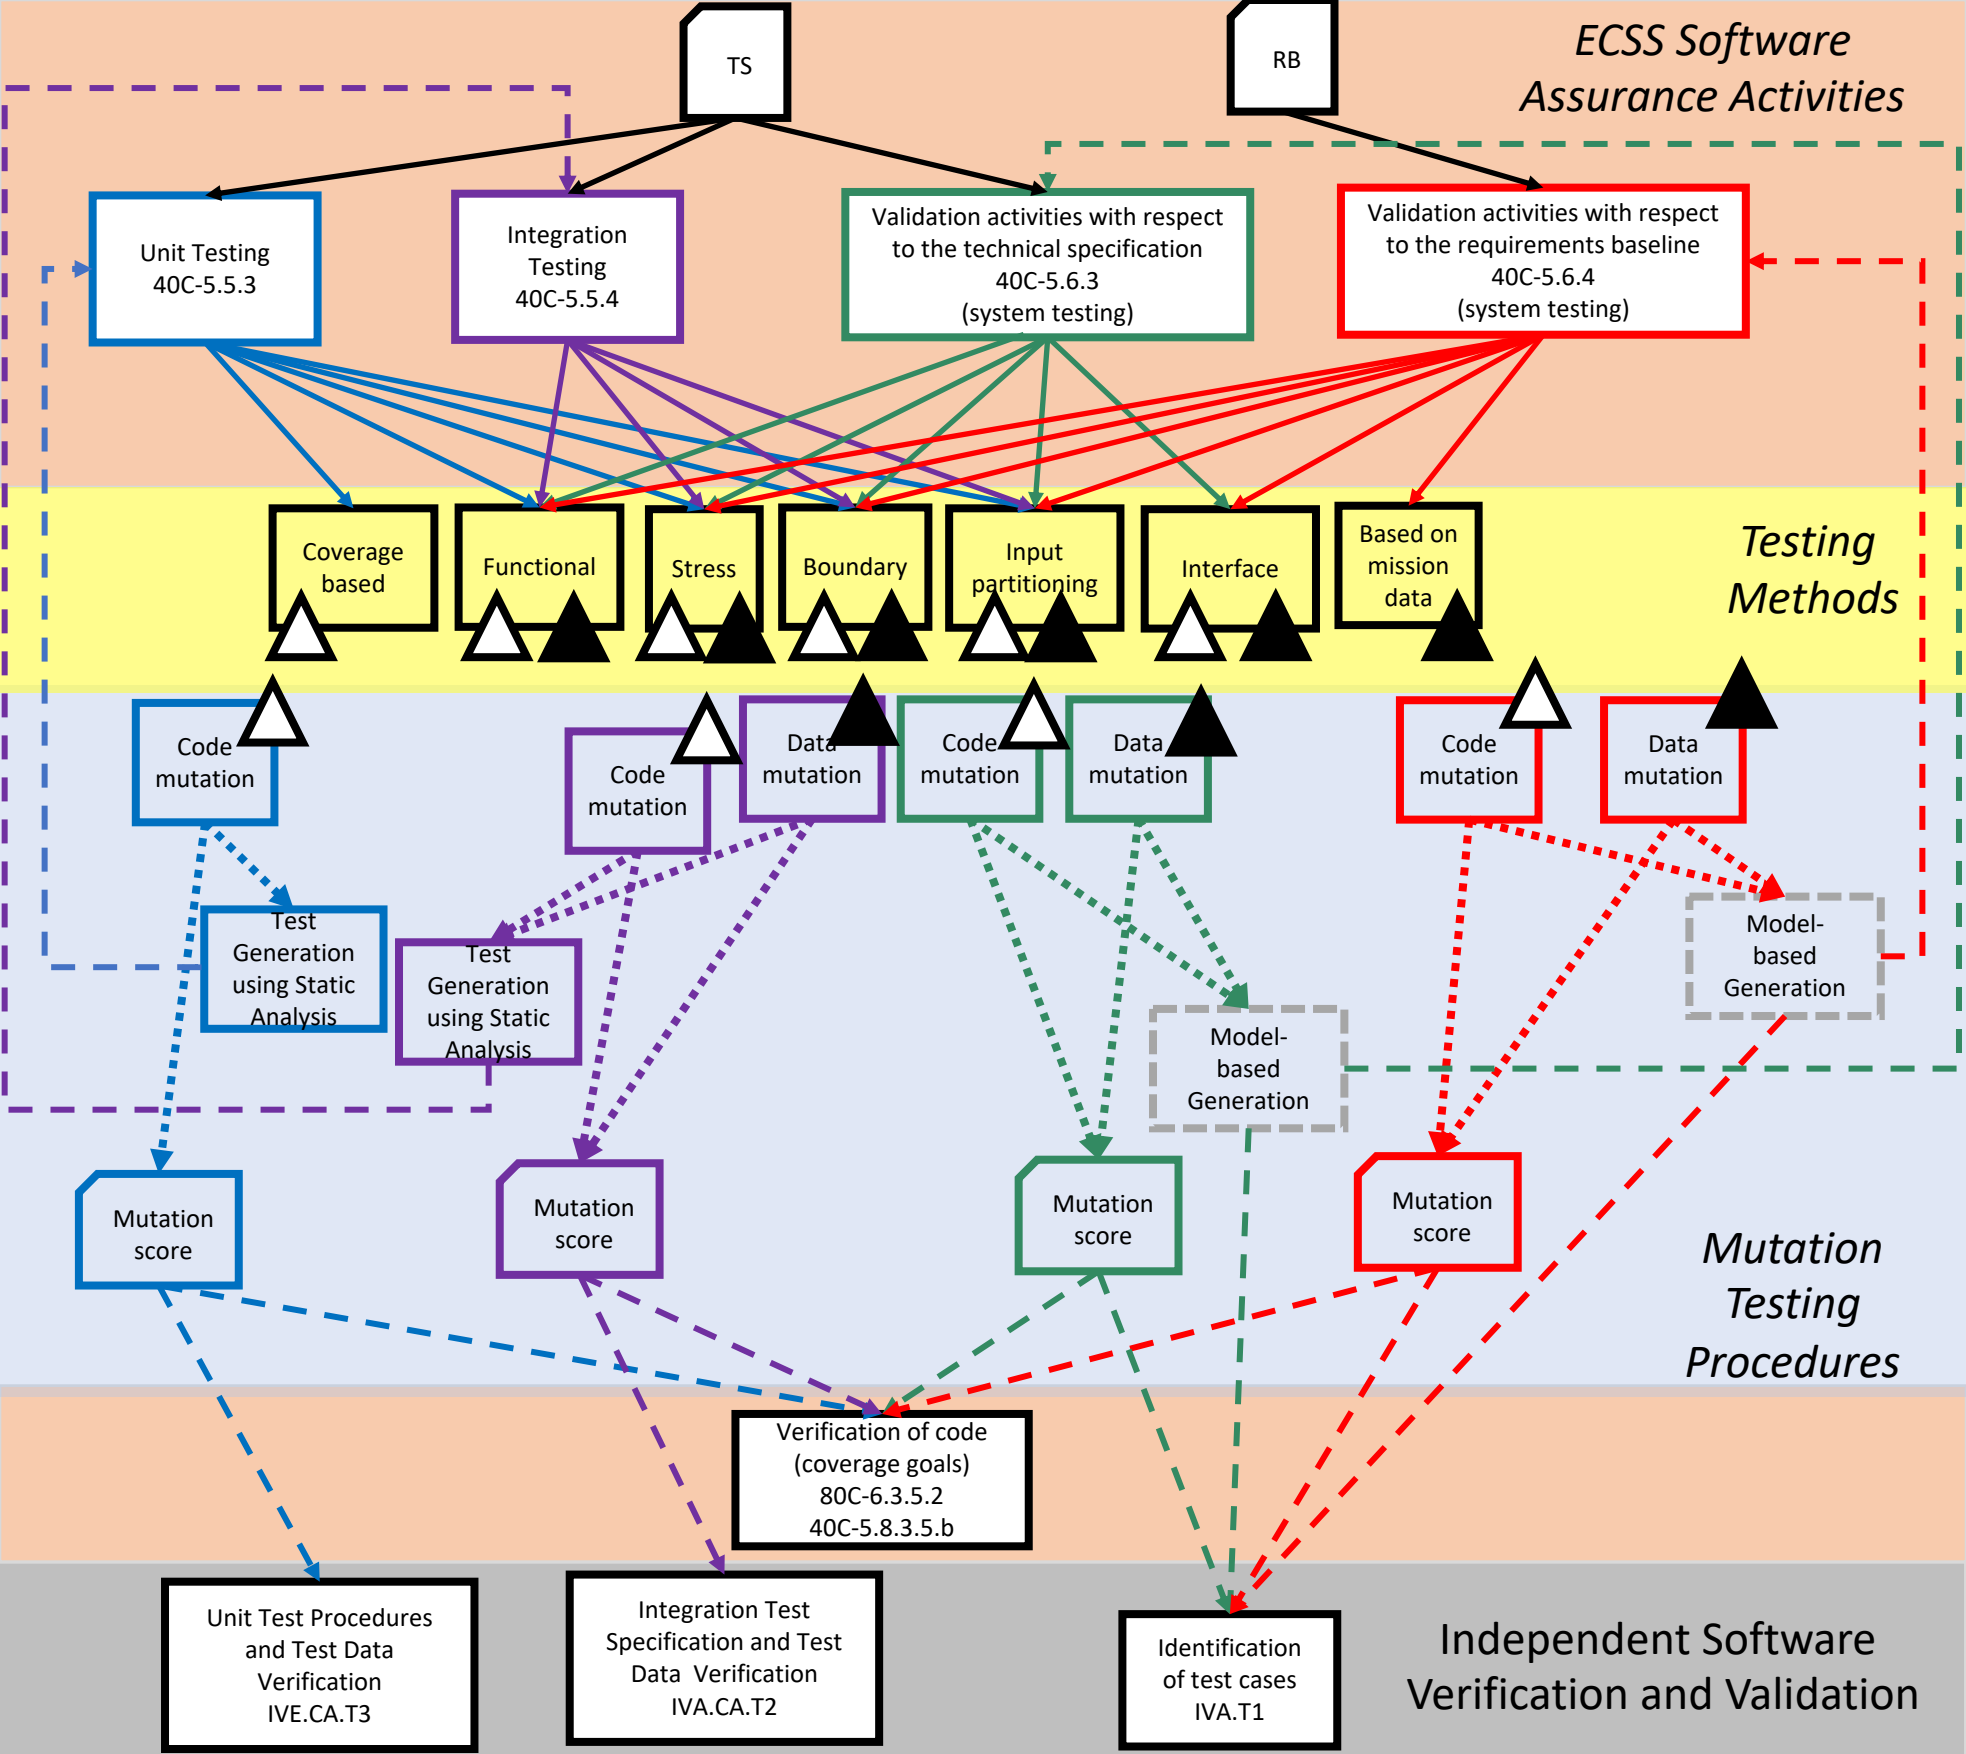 TS
RB
ECSS Software
Assurance Activities
Unit Testing
40C-5.5.3
Integration
Testing
40C-5.5.4
Validation activities with respect
to the technical specification
40C-5.6.3
(system testing)
Validation activities with respect
to the requirements baseline
40C-5.6.4
(system testing)
Coverage
based
Functional
Stress
Boundary
Input
partitioning
Interface
Based on
mission
data
Testing
Methods
Code
mutation
Code
mutation
Data
mutation
Code
mutation
Data
mutation
Code
mutation
Data
mutation
Test
Generation
using Static
Analysis
Test
Generation
using Static
Analysis
Model-
based
Generation
Model-
based
Generation
Mutation
score
Mutation
score
Mutation
score
Mutation
score
Mutation
Testing
Procedures
Verification of code
(coverage goals)
80C-6.3.5.2
40C-5.8.3.5.b
Unit Test Procedures
and Test Data
Verification
IVE.CA.T3
Integration Test
Specification and Test
Data  Verification
IVA.CA.T2
Identification
of test cases
IVA.T1
Independent Software
Verification and Validation